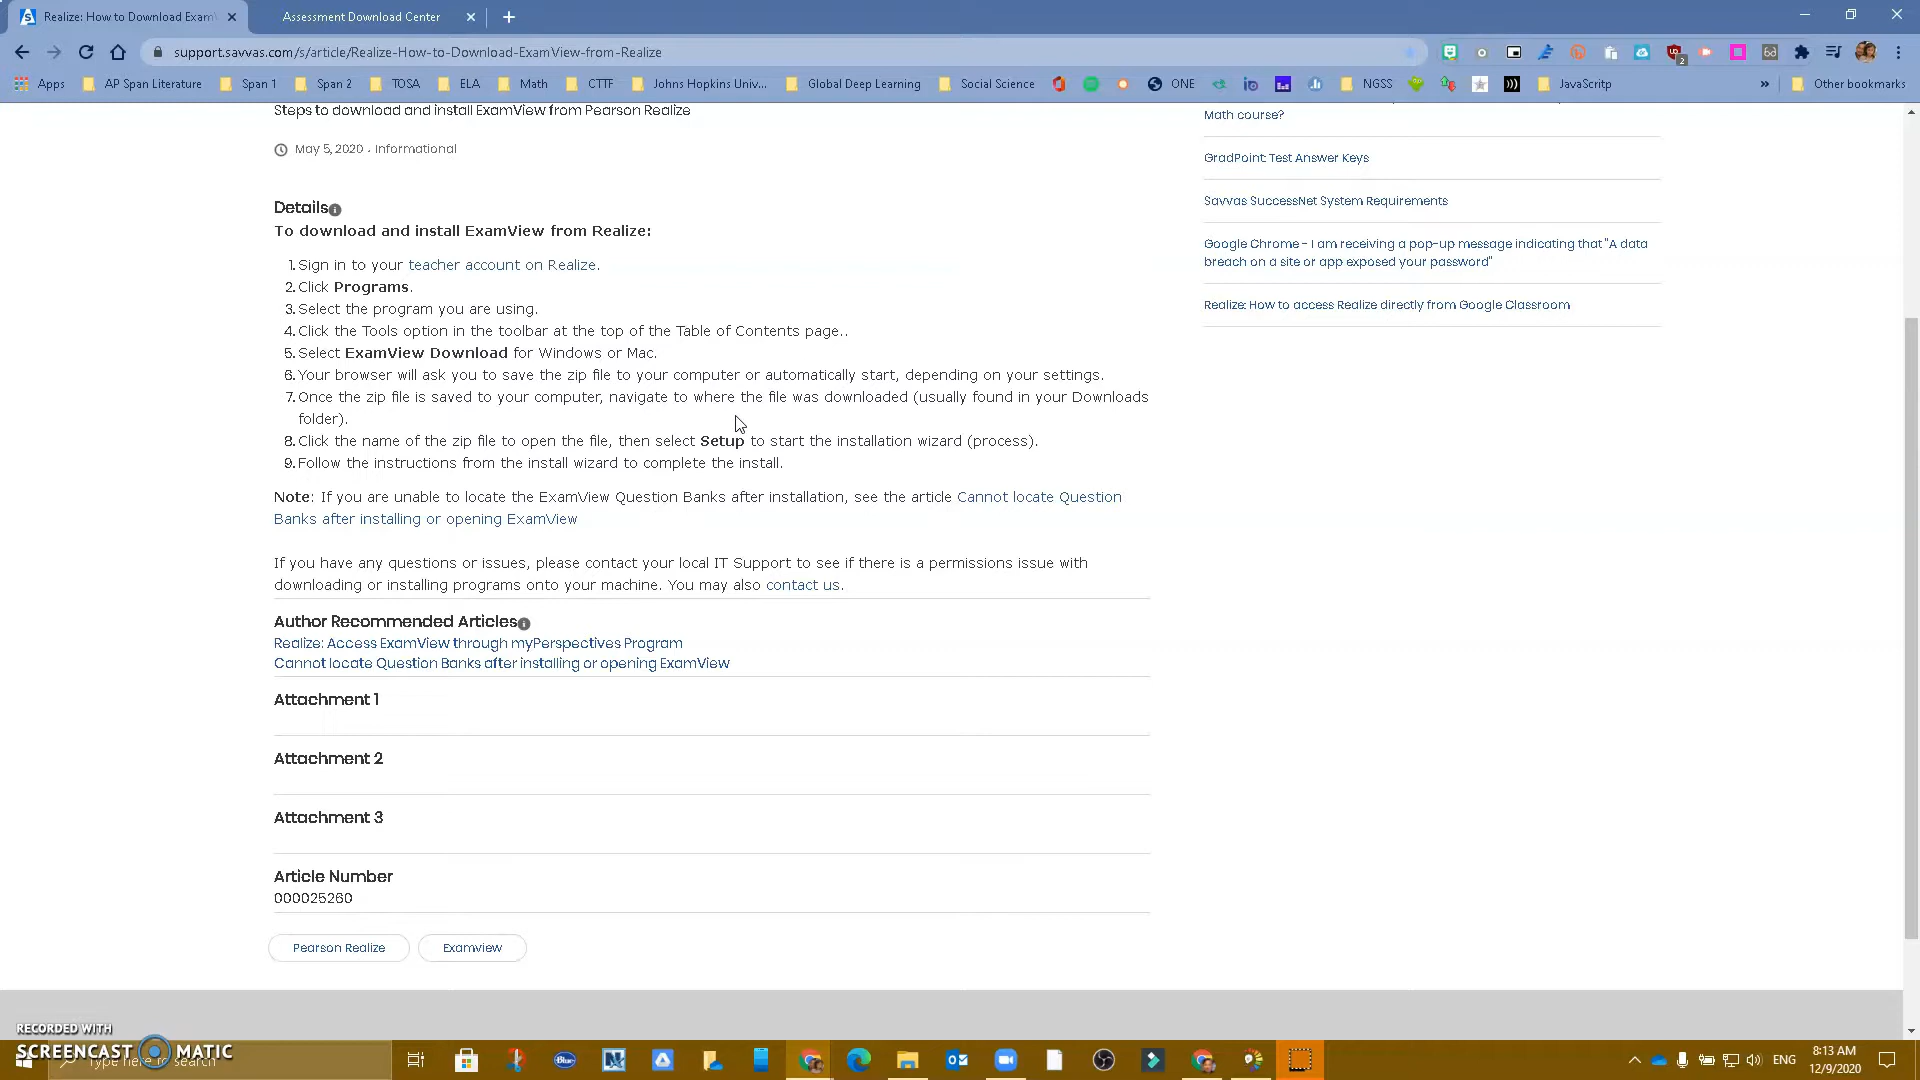 Realize: How to Download Exam
Assessment Download Center
support.savvas.com/s/article/Realize-How-to-Download-ExamView-from-Realize
2
Apps
AP Span Literature
Span 1
Span 2
TOSA
ELA
Math
CTTF
Johns Hopkins Univ...
Global Deep Learning
Social Science
ONE
NGSS
JavaScritp
»
Other bookmarks
Steps to download and install ExamView from Pearson Realize
May 5, 2020 · Informational
Details
To download and install ExamView from Realize:
1. Sign in to your teacher account on Realize.
2. Click Programs.
3. Select the program you are using.
4. Click the Tools option in the toolbar at the top of the Table of Contents page..
5. Select ExamView Download for Windows or Mac.
6. Your browser will ask you to save the zip file to your computer or automatically start, depending on your settings.
7. Once the zip file is saved to your computer, navigate to where the file was downloaded (usually found in your Downloads
folder).
8. Click the name of the zip file to open the file, then select Setup to start the installation wizard (process).
9. Follow the instructions from the install wizard to complete the install.
Note: If you are unable to locate the ExamView Question Banks after installation, see the article Cannot locate Question
Banks after installing or opening ExamView
If you have any questions or issues, please contact your local IT Support to see if there is a permissions issue with
downloading or installing programs onto your machine. You may also contact us.
Author Recommended Articles
Realize: Access ExamView through myPerspectives Program
Cannot locate Question Banks after installing or opening ExamView
Attachment 1
Attachment 2
Attachment 3
Article Number
000025260
Pearson Realize
Examview
Math course?
GradPoint: Test Answer Keys
Savvas SuccessNet System Requirements
Google Chrome - I am receiving a pop-up message indicating that "A data
breach on a site or app exposed your password"
Realize: How to access Realize directly from Google Classroom
RECORDED WITH
SCREENCAST MATIC
Type here to search
ENG
8:13 AM
12/9/2020